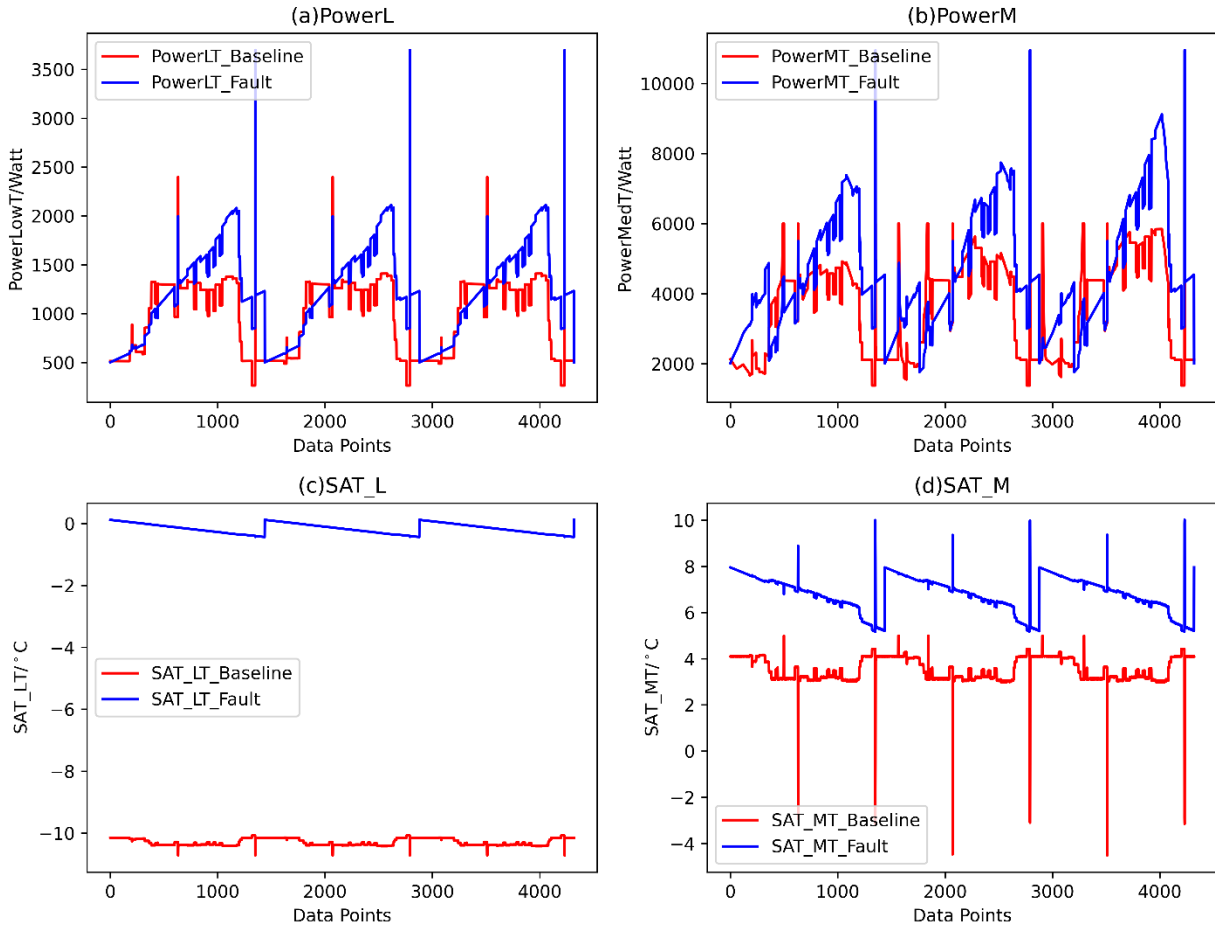 (a)PowerL
PowerLowT/Watt
3500
3000
2500
2000
1500
1000
500
PowerLT_Baseline
PowerLT_Fault
0 1000 2000 3000 4000
Data Points
(b)PowerM
PowerMedT/Watt
10000
8000
6000
4000
2000
PowerMT_Baseline
PowerMT_Fault
0 1000 2000 3000 4000
Data Points
(c)SAT_L
SAT_LT/°C
0
−2
−4
−6
−8
−10
SAT_LT_Baseline
SAT_LT_Fault
0 1000 2000 3000 4000
Data Points
(d)SAT_M
SAT_MT/°C
10
8
6
4
2
0
−2
−4
SAT_MT_Baseline
SAT_MT_Fault
0 1000 2000 3000 4000
Data Points